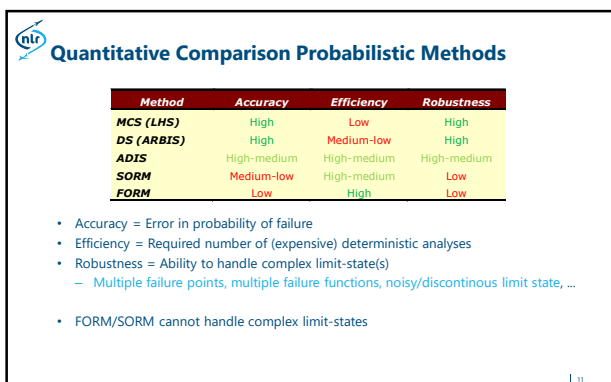 nlr
Quantitative Comparison Probabilistic Methods
Method Accuracy Efficiency Robustness
MCS (LHS) High Low High
DS (ARBIS) High Medium-low High
ADIS High-medium High-medium High-medium
SORM Medium-low High-medium Low
FORM Low High Low
• Accuracy = Error in probability of failure
• Efficiency = Required number of (expensive) deterministic analyses
• Robustness = Ability to handle complex limit-state(s)
– Multiple failure points, multiple failure functions, noisy/discontinous limit state, ...
• FORM/SORM cannot handle complex limit-states
| 11